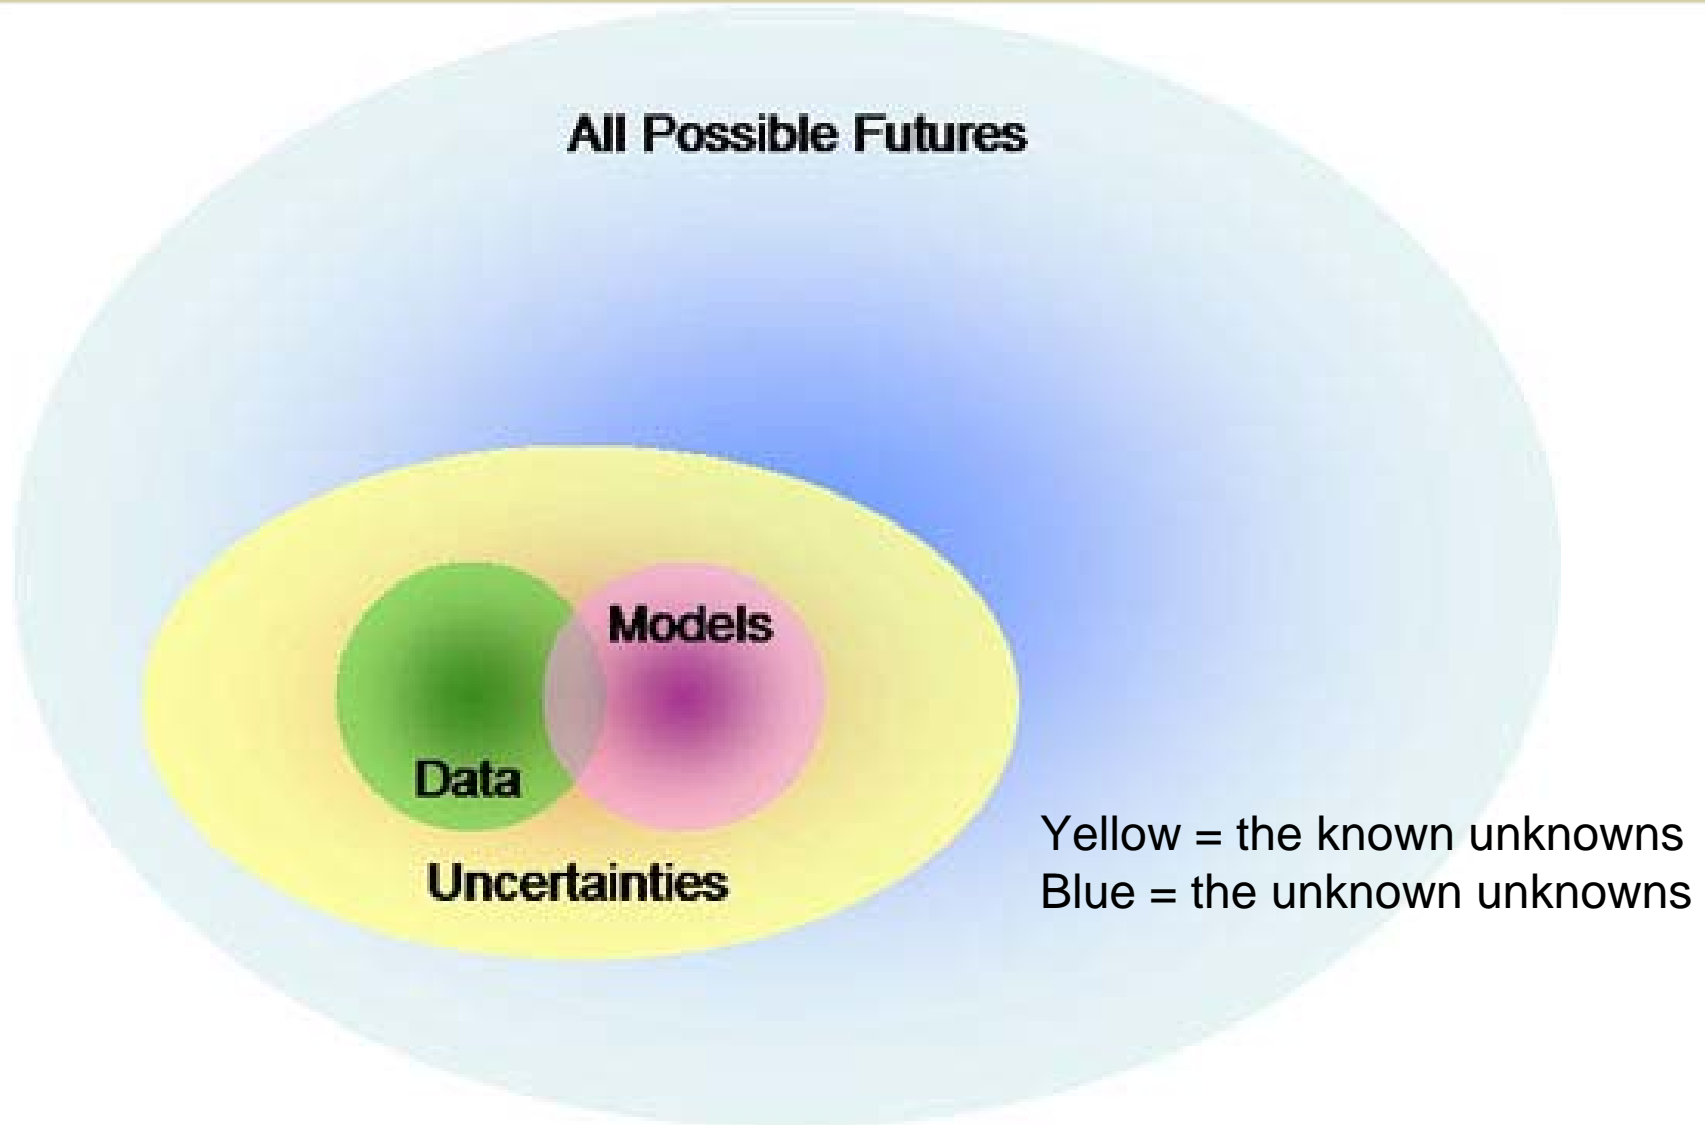 All Possible Futures
Models
Data
Uncertainties
Yellow = the known unknowns
Blue = the unknown unknowns